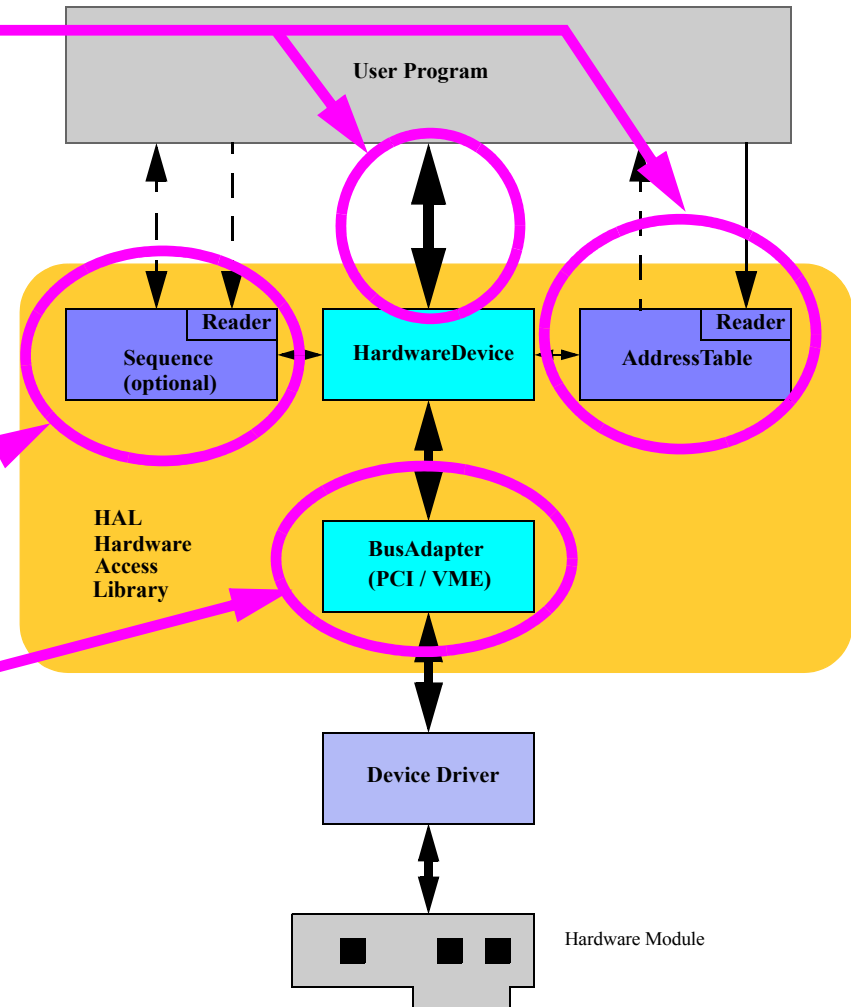 User Program
Reader
Sequence
(optional)
HardwareDevice
Reader
AddressTable
HAL
Hardware
Access
Library
BusAdapter
(PCI / VME)
Device Driver
Hardware Module